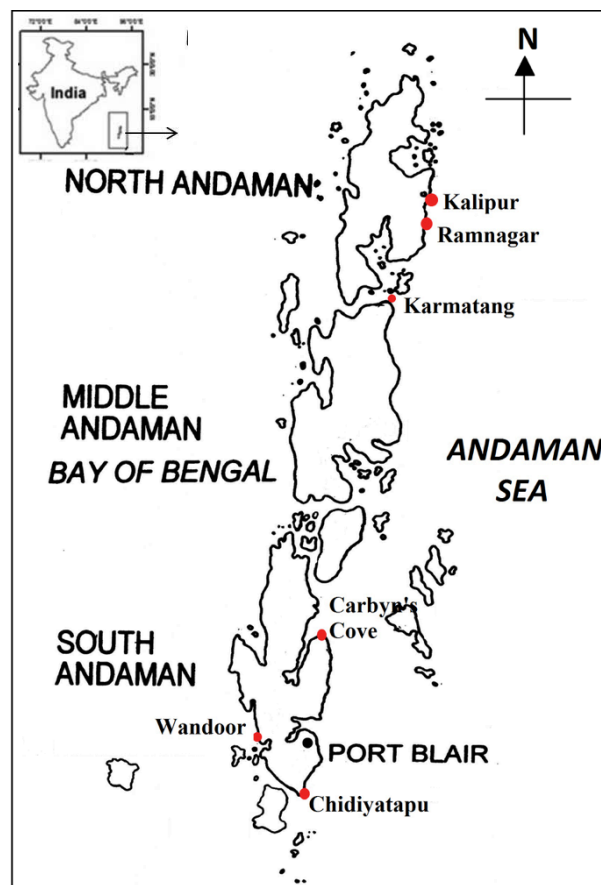 India
N
NORTH ANDAMAN
Kalipur
Ramnagar
Karmatang
MIDDLE
ANDAMAN
BAY OF BENGAL
ANDAMAN
SEA
Carbyn's
Cove
SOUTH
ANDAMAN
Wandoor
PORT BLAIR
Chidiyatapu